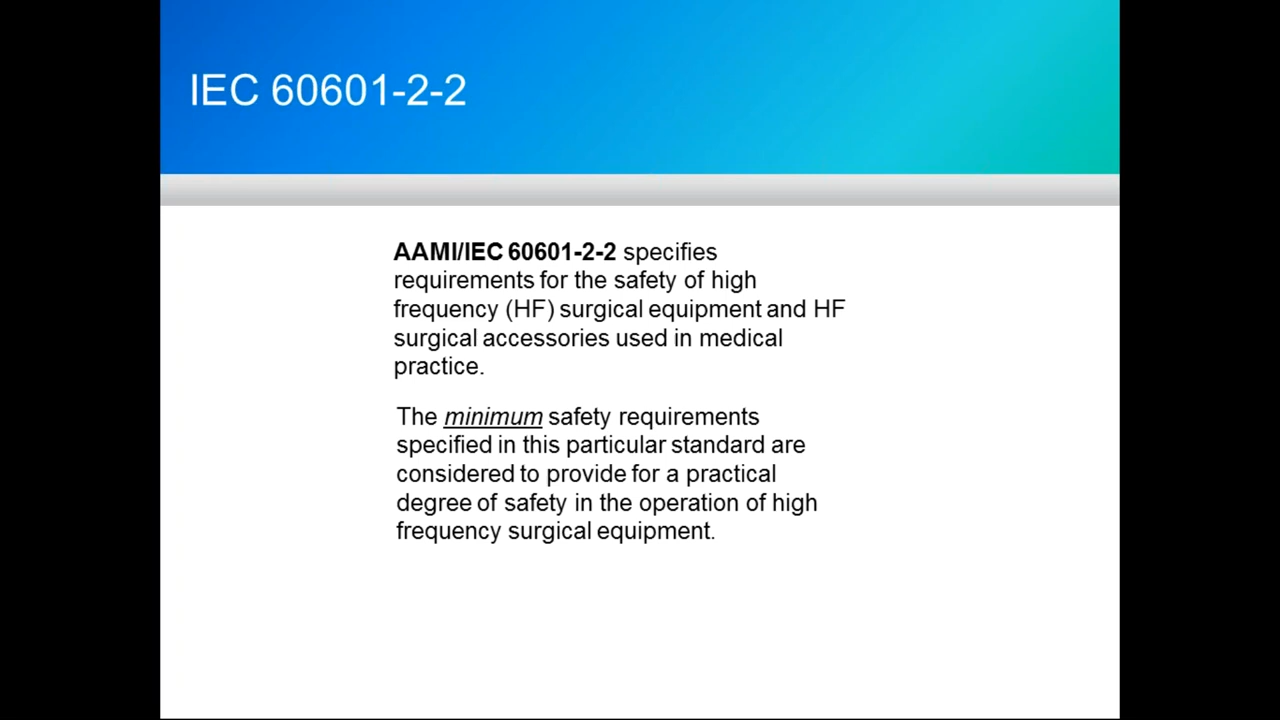 IEC 60601-2-2
AAMI/IEC 60601-2-2 specifies
requirements for the safety of high
frequency (HF) surgical equipment and HF
surgical accessories used in medical
practice.
The minimum safety requirements
specified in this particular standard are
considered to provide for a practical
degree of safety in the operation of high
frequency surgical equipment.